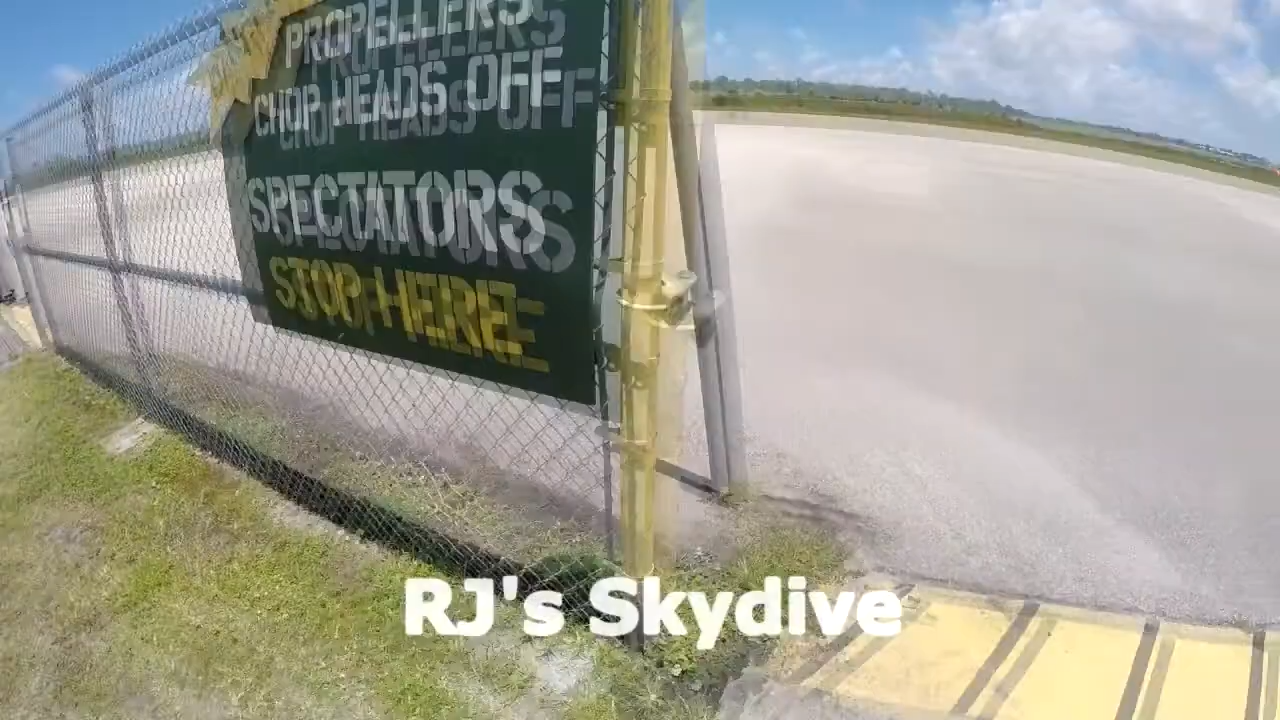 PROPELLERS
CHOP HEADS OFF
SPECTATORS
STOP HERE
RJ's Skydive